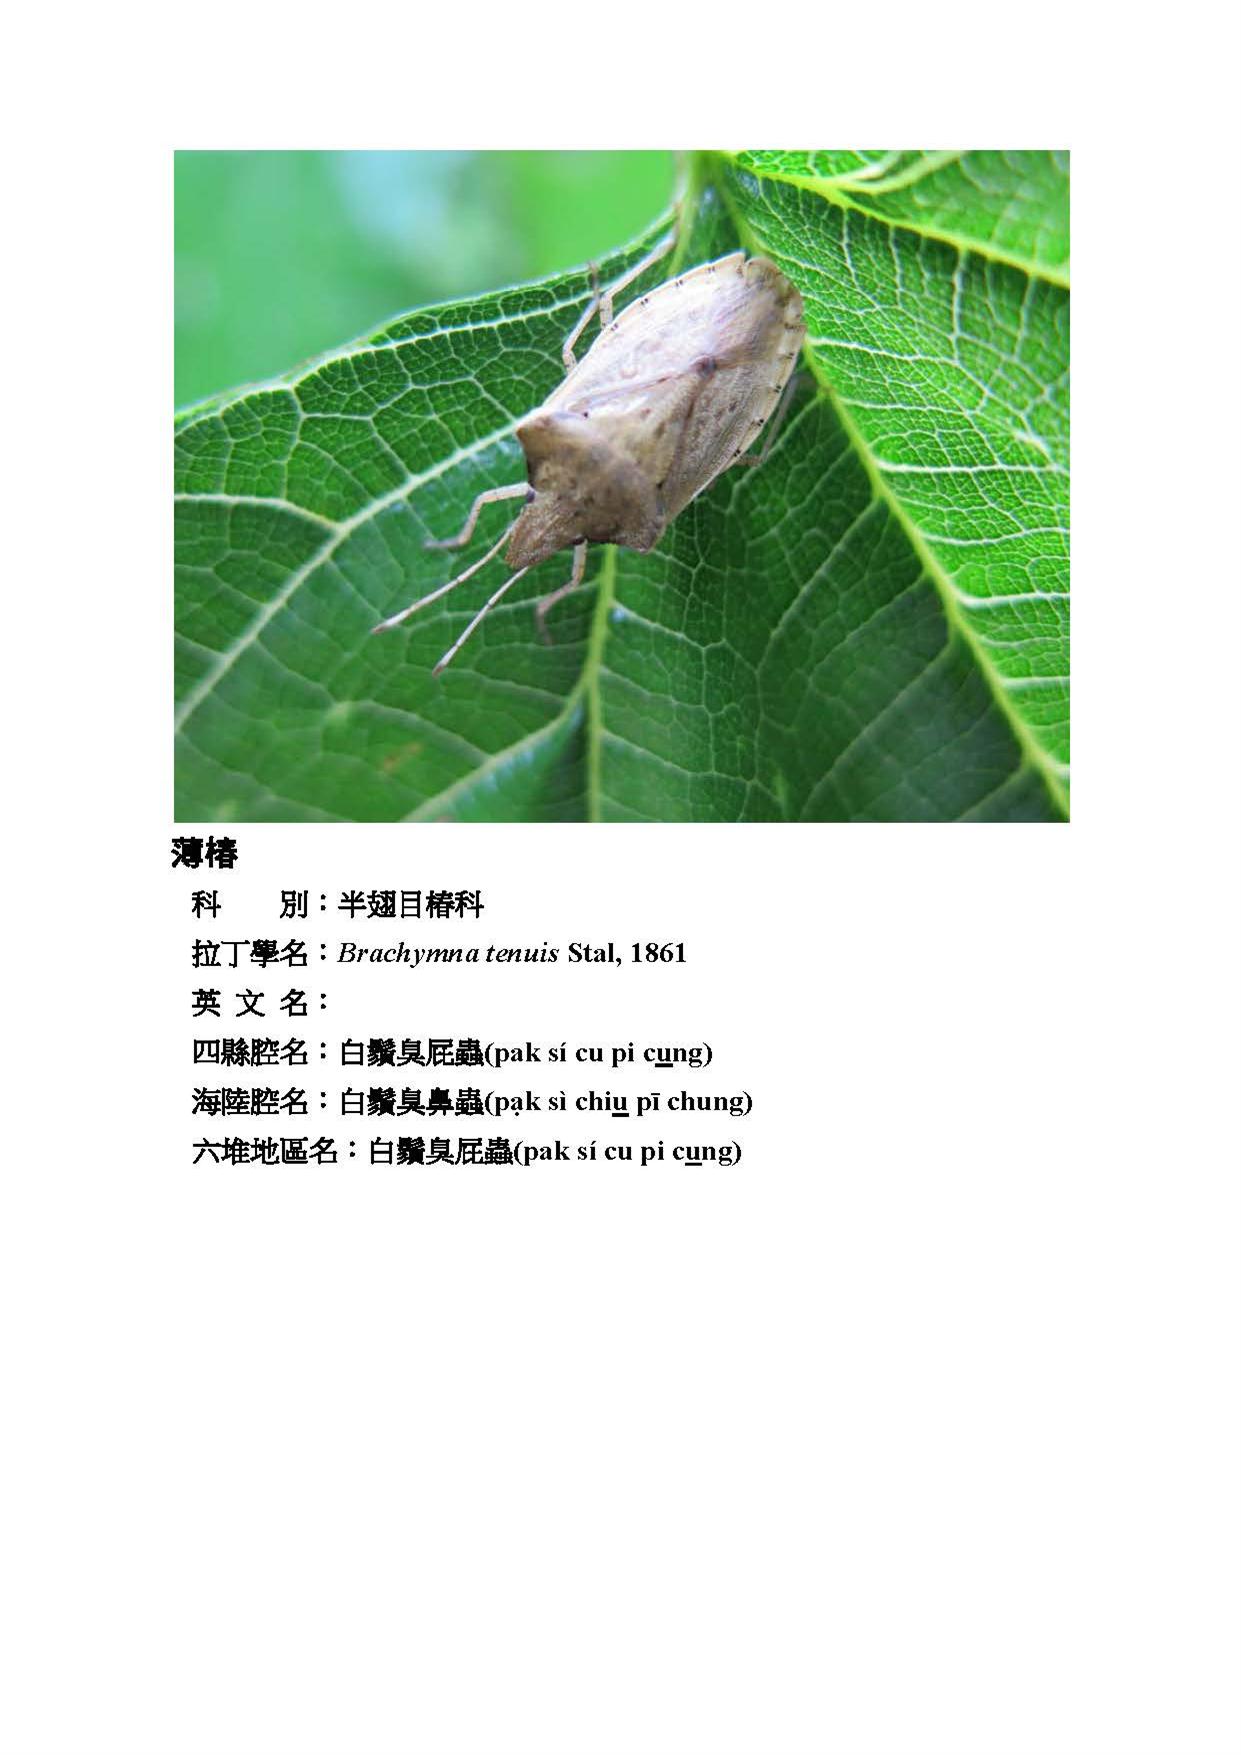 薄椿
科　　別：半翅目椿科
拉丁學名：Brachymna tenuis Stal, 1861
英 文 名：
四縣腔名：白鬚臭屁蟲(pak sí cu pi cung)
海陸腔名：白鬚臭鼻蟲(pạk sì chiu pī chung)
六堆地區名：白鬚臭屁蟲(pak sí cu pi cung)